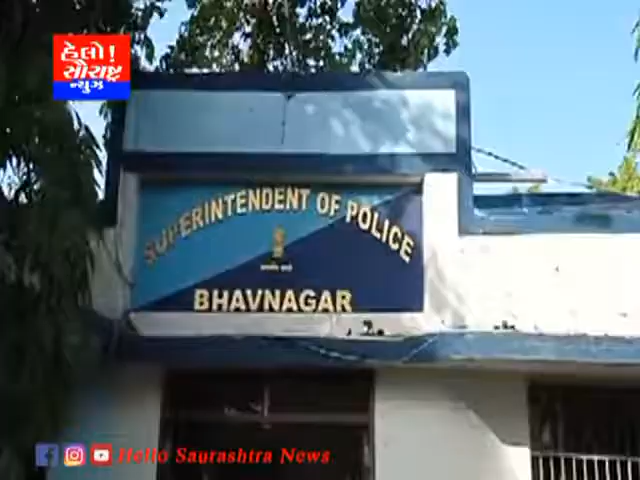 હેલો!
સૌરાષ્ટ્ર
ન્યુઝ
SUPERINTENDENT OF POLICE
BHAVNAGAR
Hello Saurashtra News